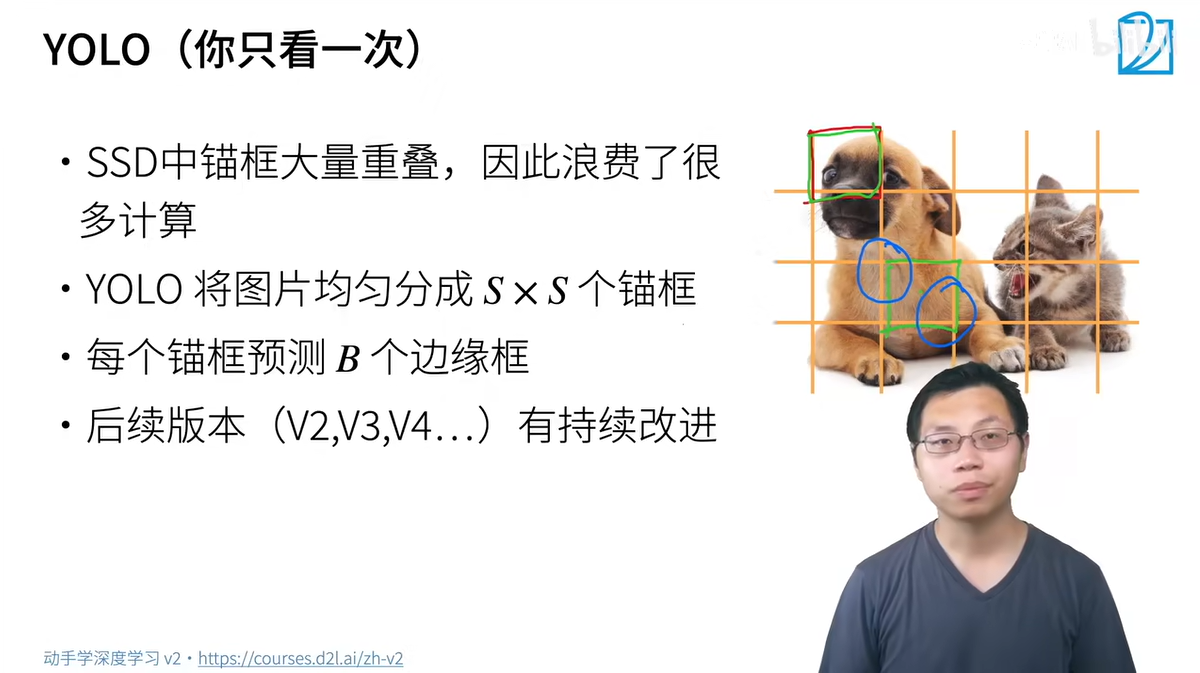 YOLO（你只看一次）
bilibili
• SSD中锚框大量重叠，因此浪费了很
多计算
• YOLO 将图片均匀分成 S × S 个锚框
• 每个锚框预测 B 个边缘框
• 后续版本（V2,V3,V4…）有持续改进
动手学深度学习 v2 • https://courses.d2l.ai/zh-v2